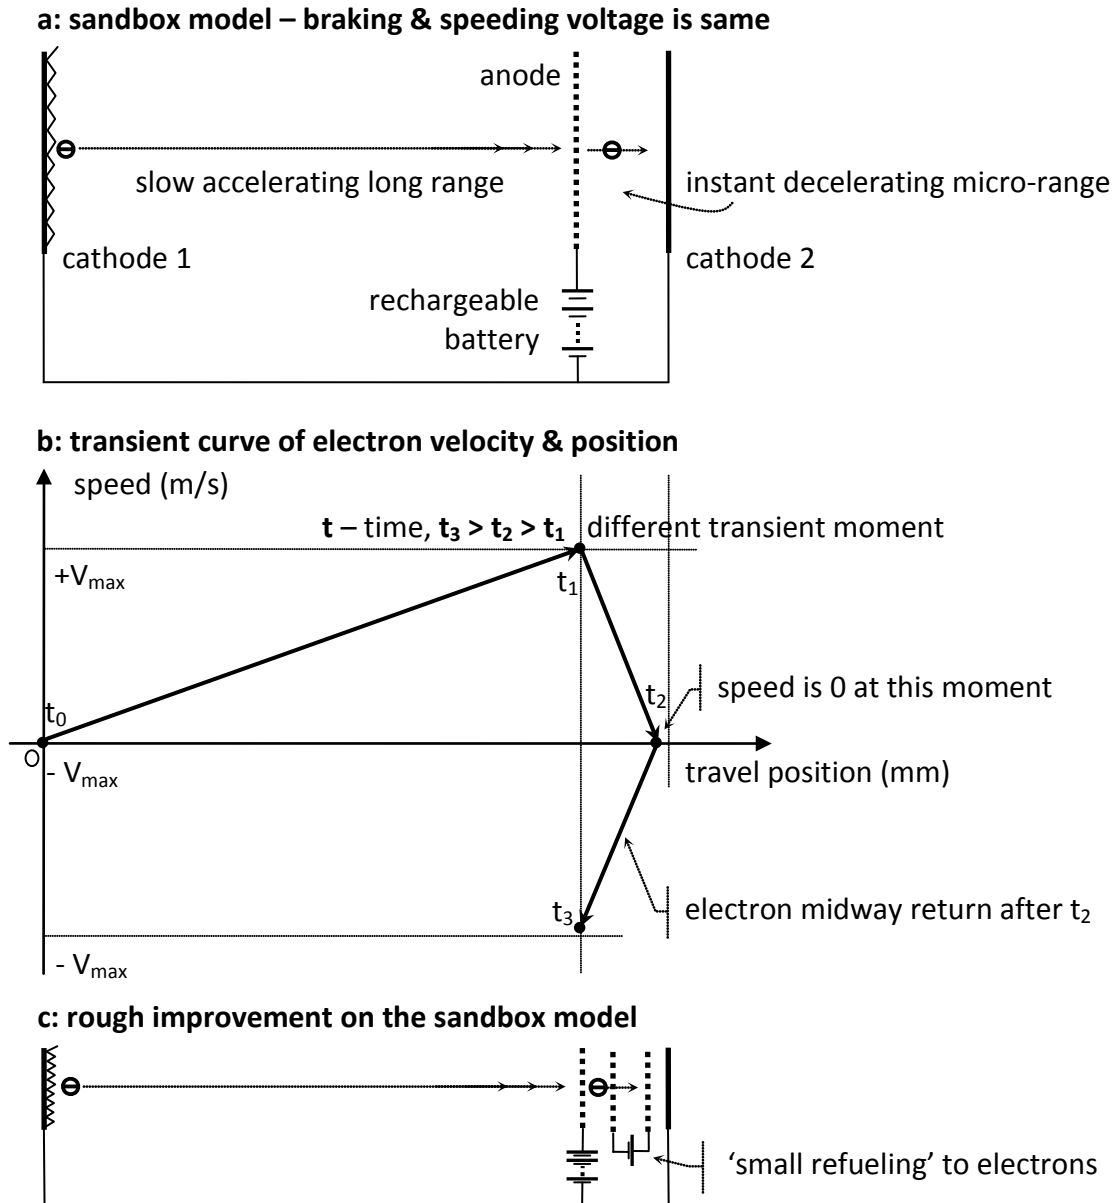 a: sandbox model – braking & speeding voltage is same
anode
slow accelerating long range
instant decelerating micro-range
cathode 1
cathode 2
rechargeable
battery
b: transient curve of electron velocity & position
speed (m/s)
t – time, t₃ > t₂ > t₁ different transient moment
+Vmax
t₁
t₂
speed is 0 at this moment
t₀
O
- Vmax
travel position (mm)
t₃
electron midway return after t₂
- Vmax
c: rough improvement on the sandbox model
‘small refueling’ to electrons